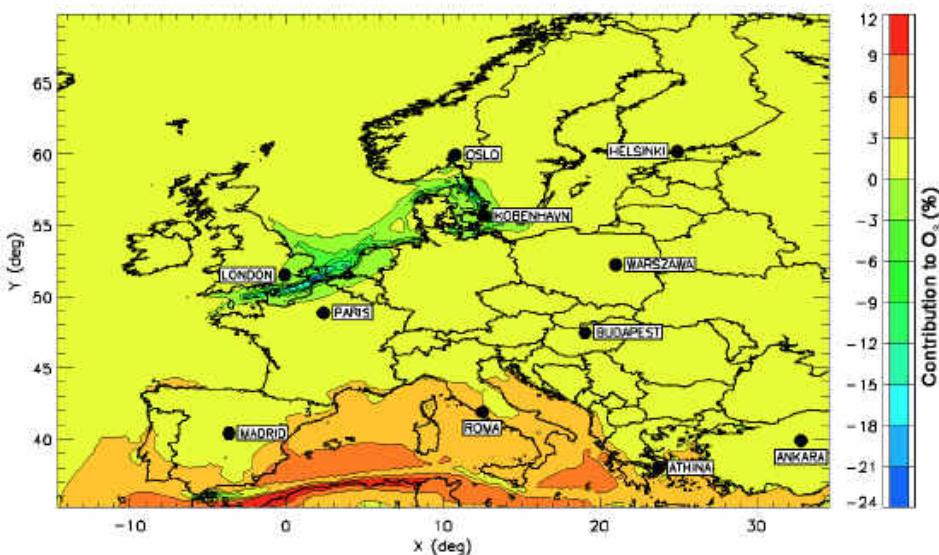 12
9
6
3
0
-3
-6
-9
-12
-15
-18
-21
-24
Contribution to O3 (%)
65
60
55
50
45
40
Y (deg)
OSLO
HELSINKI
KOBENHAVN
LONDON
WARSZAWA
PARIS
BUDAPEST
MADRID
ROMA
ATHINA
ANKARA
-10
0
10
20
30
X (deg)